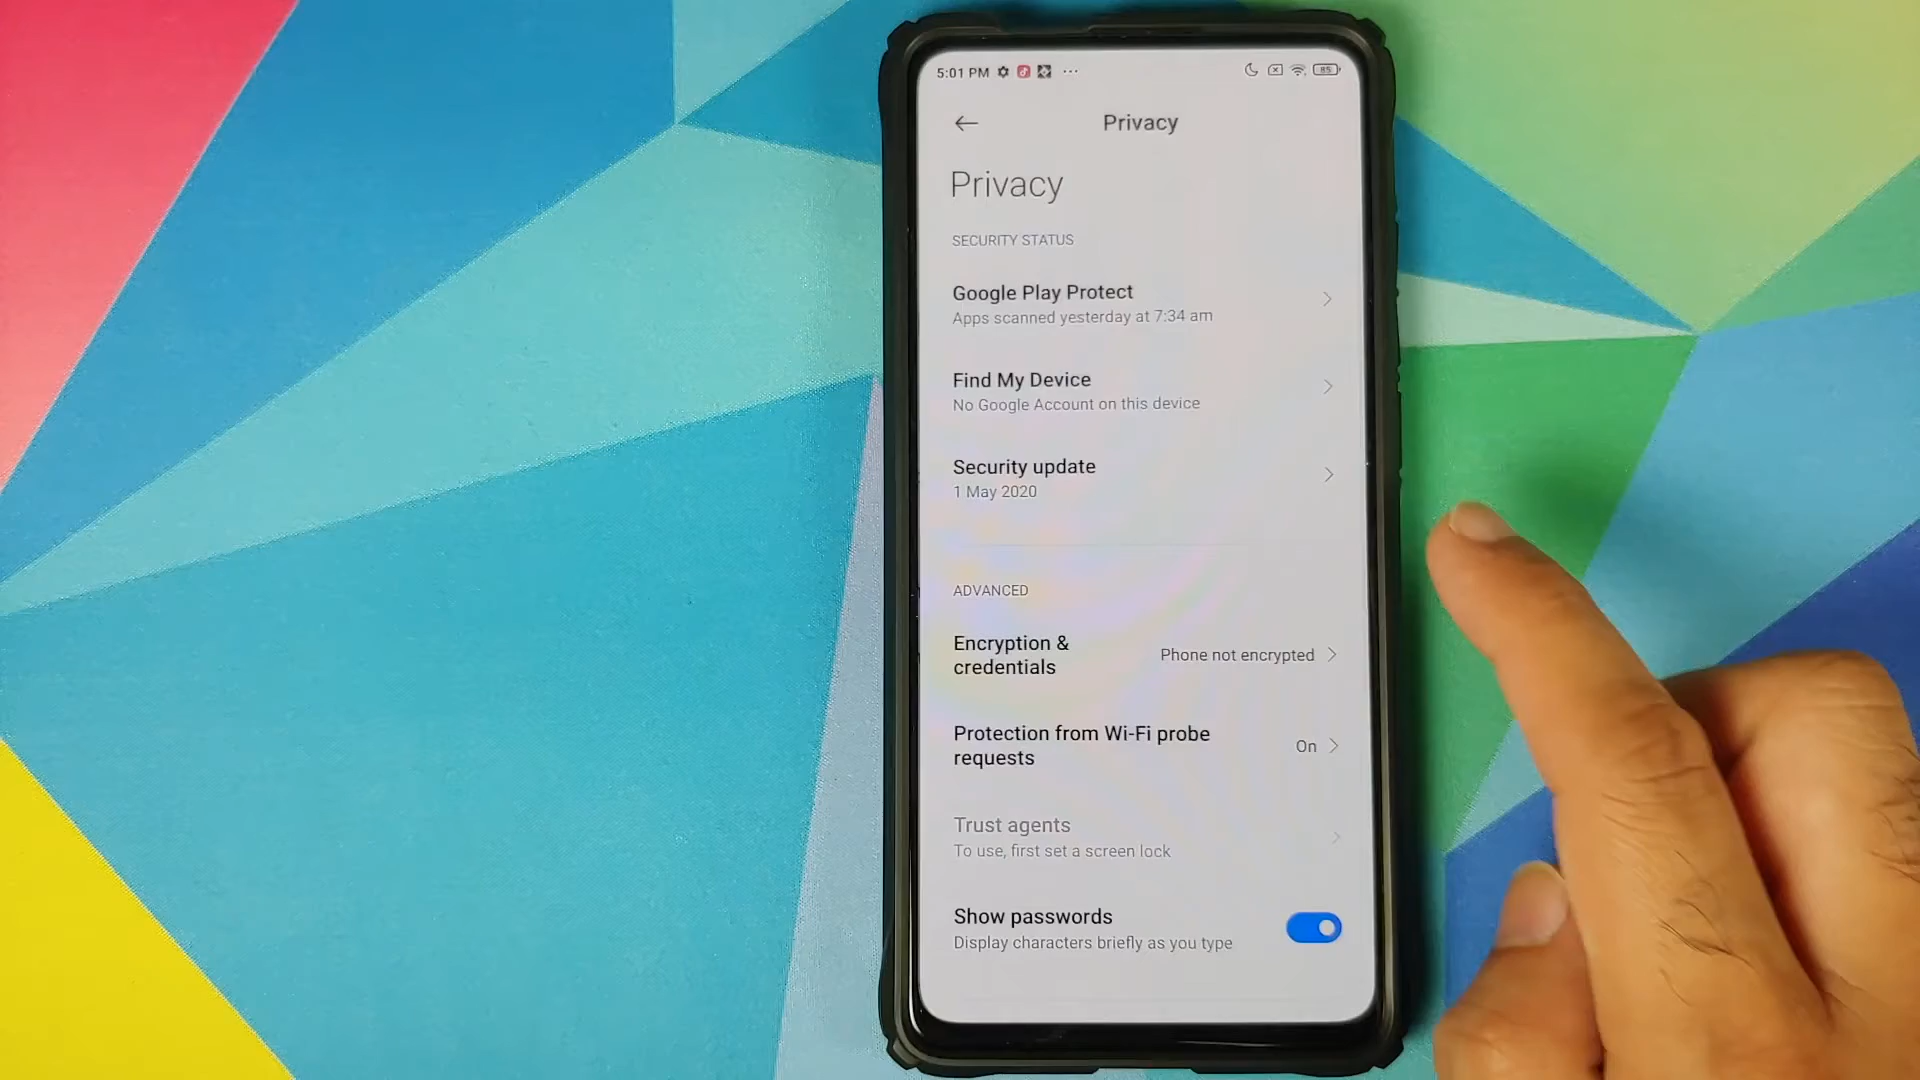 5:01 PM
85
Privacy
Privacy
SECURITY STATUS
Google Play Protect
Apps scanned yesterday at 7:34 am
Find My Device
No Google Account on this device
Security update
1 May 2020
ADVANCED
Encryption &
credentials
Phone not encrypted
Protection from Wi-Fi probe
requests
On
Trust agents
To use, first set a screen lock
Show passwords
Display characters briefly as you type